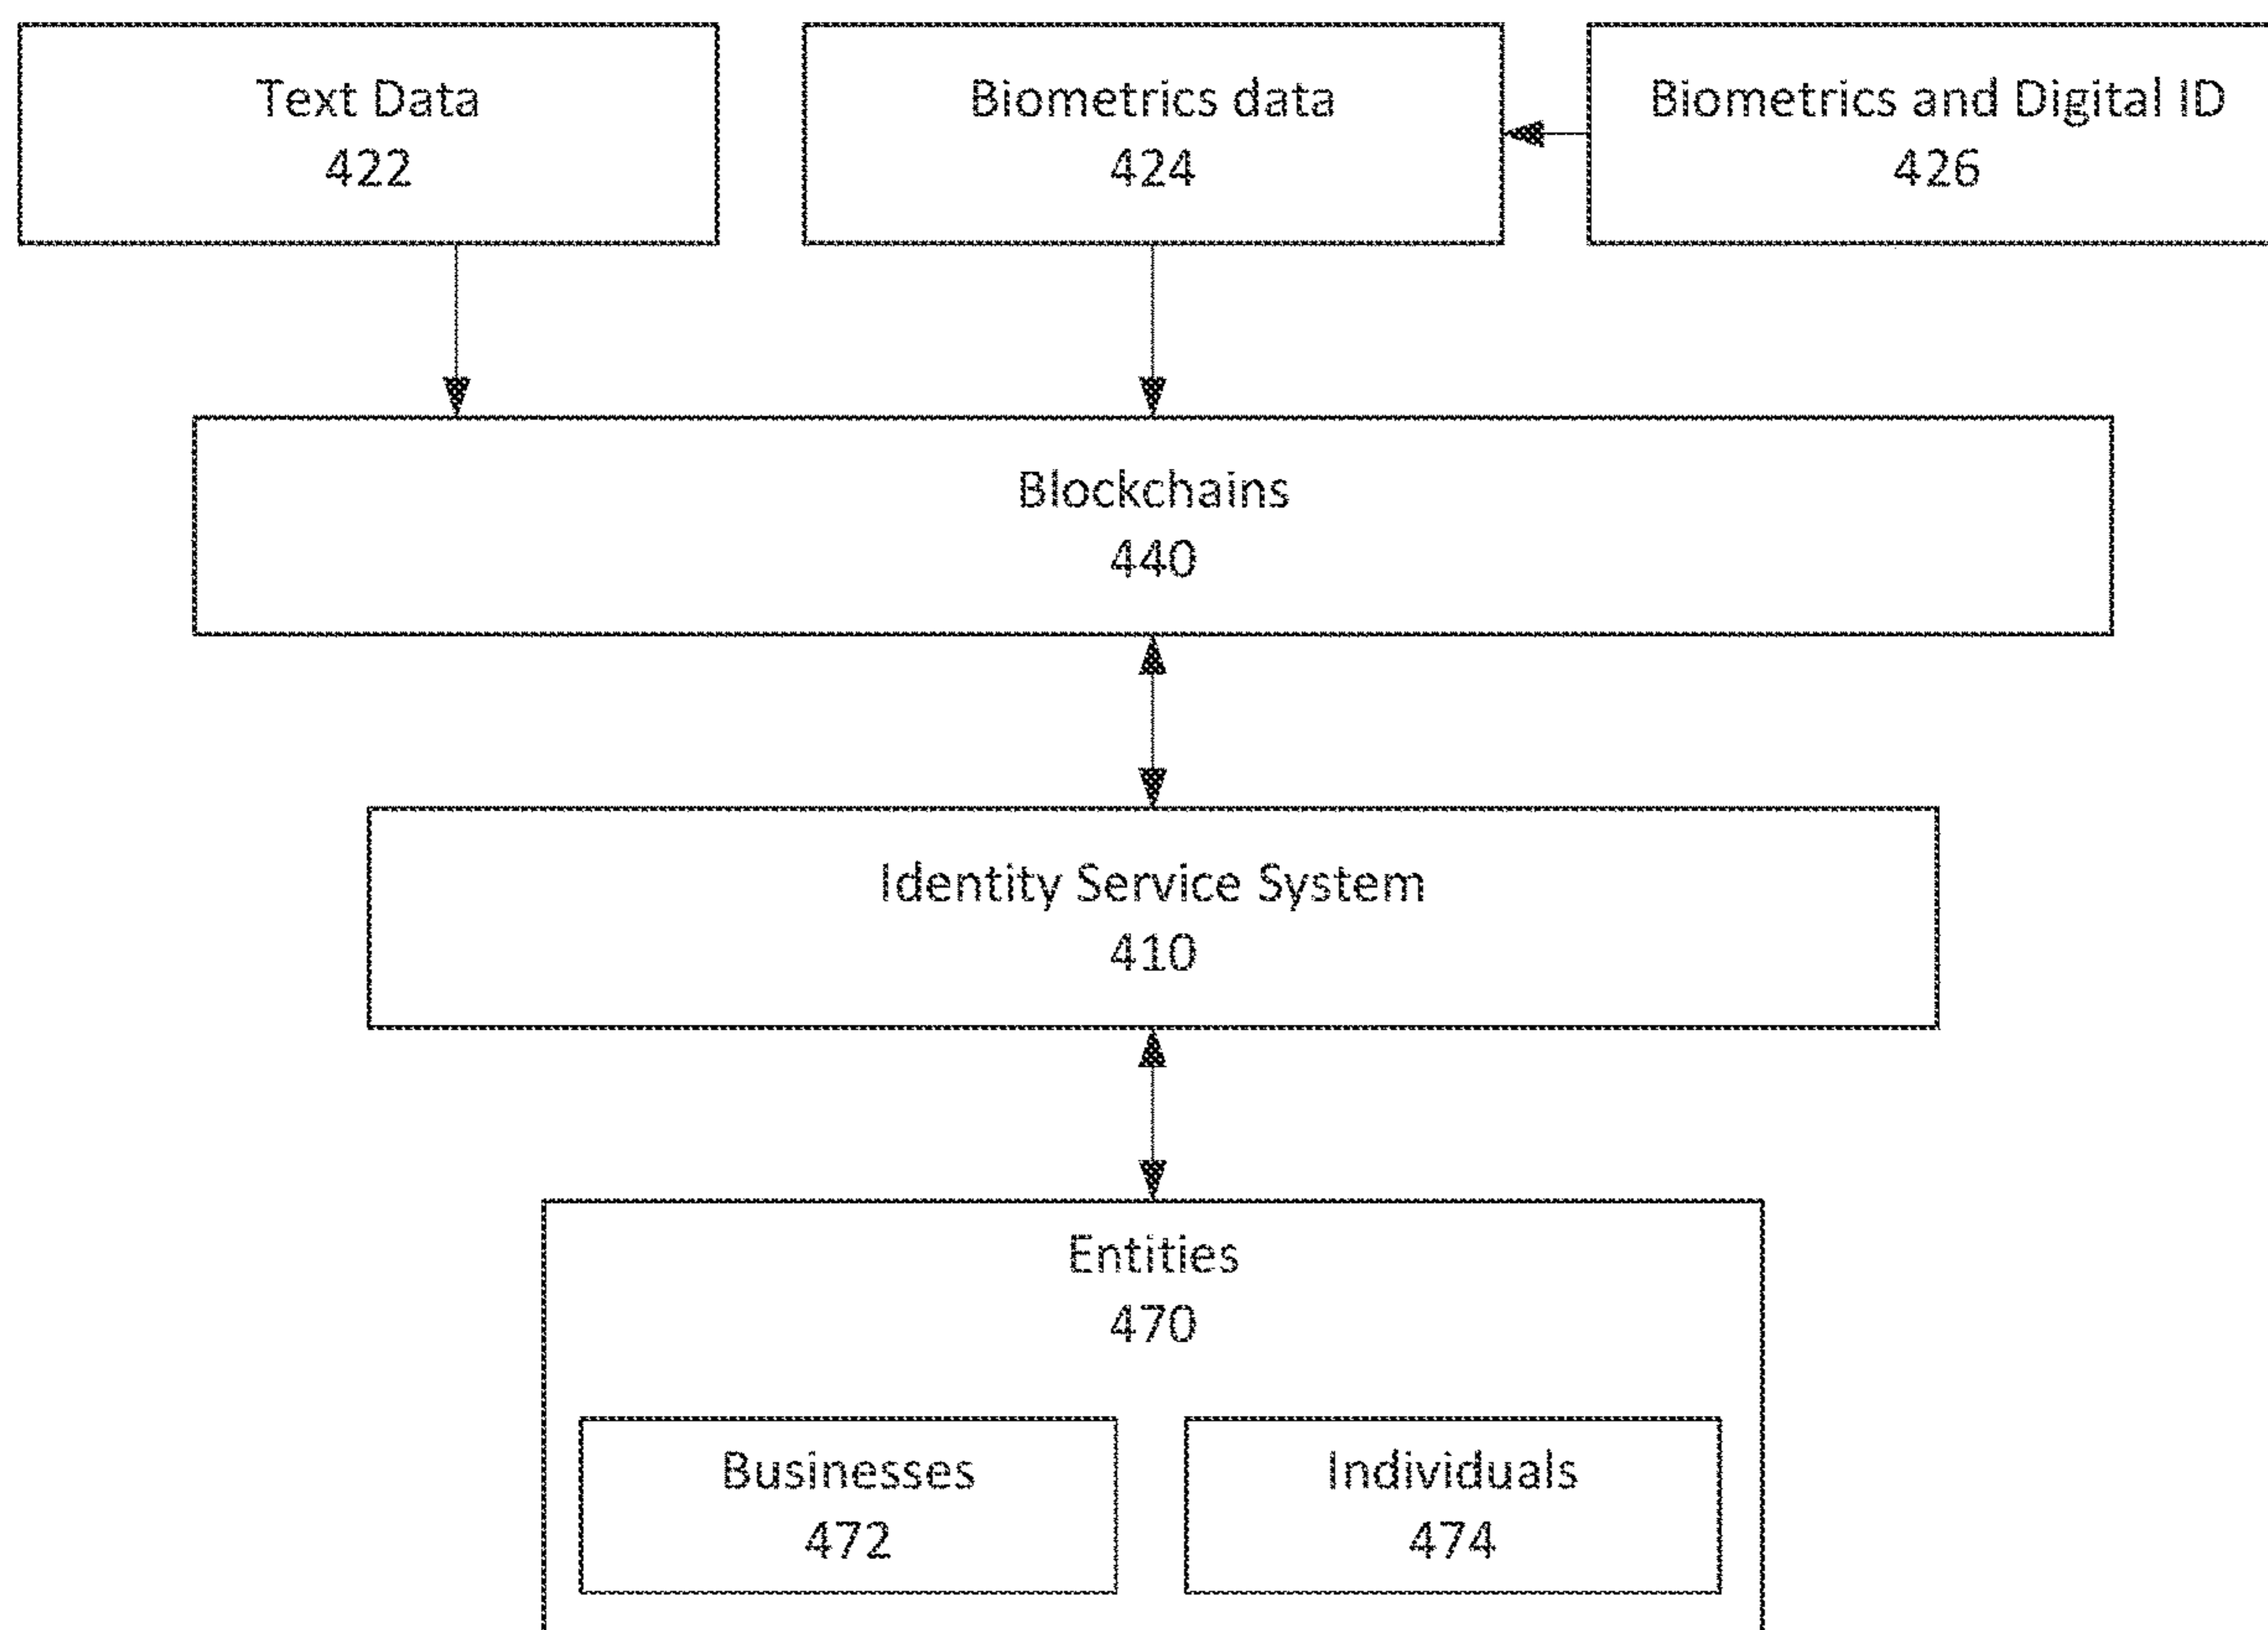 Text Data
422
Biometrics data
424
Biometrics and Digital ID
426
Blockchains
440
Identity Service System
410
Entities
470
Businesses
472
Individuals
474